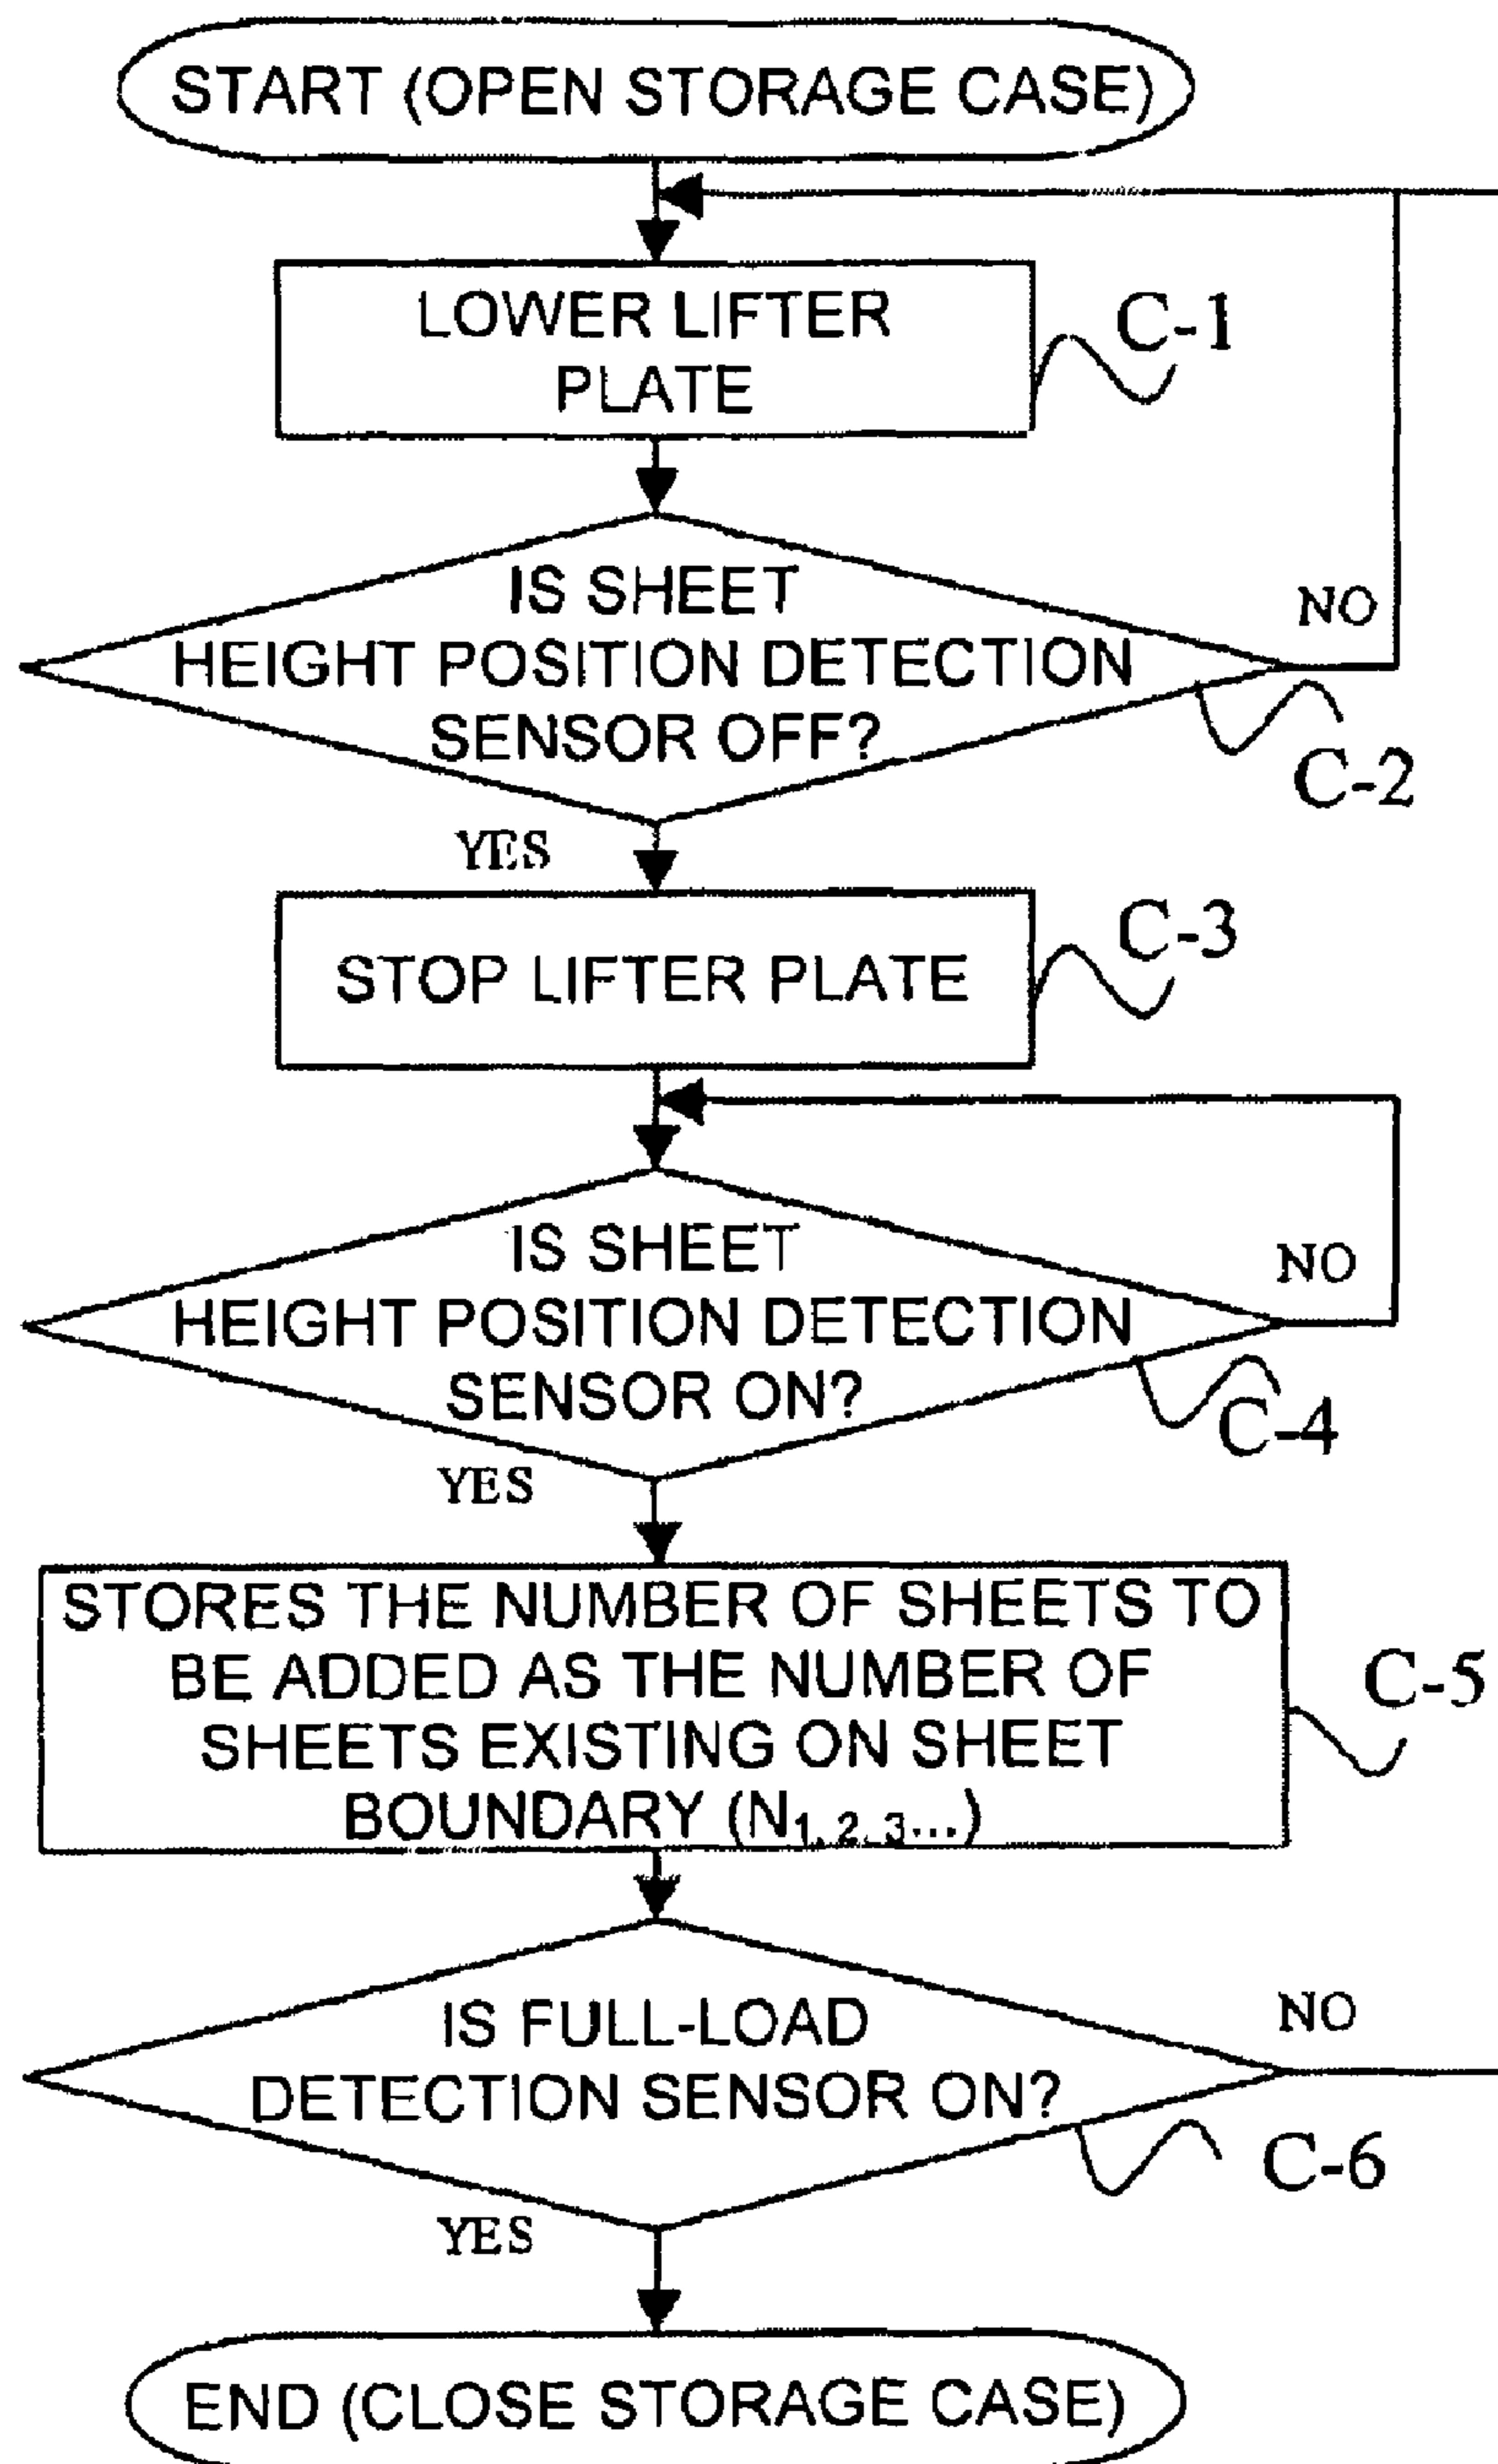 START (OPEN STORAGE CASE)
LOWER LIFTER
PLATE
C-1
IS SHEET
HEIGHT POSITION DETECTION
SENSOR OFF?
NO
C-2
YES
STOP LIFTER PLATE
C-3
IS SHEET
HEIGHT POSITION DETECTION
SENSOR ON?
NO
C-4
YES
STORES THE NUMBER OF SHEETS TO
BE ADDED AS THE NUMBER OF
SHEETS EXISTING ON SHEET
BOUNDARY (N1, 2, 3...)
C-5
IS FULL-LOAD
DETECTION SENSOR ON?
NO
C-6
YES
END (CLOSE STORAGE CASE)